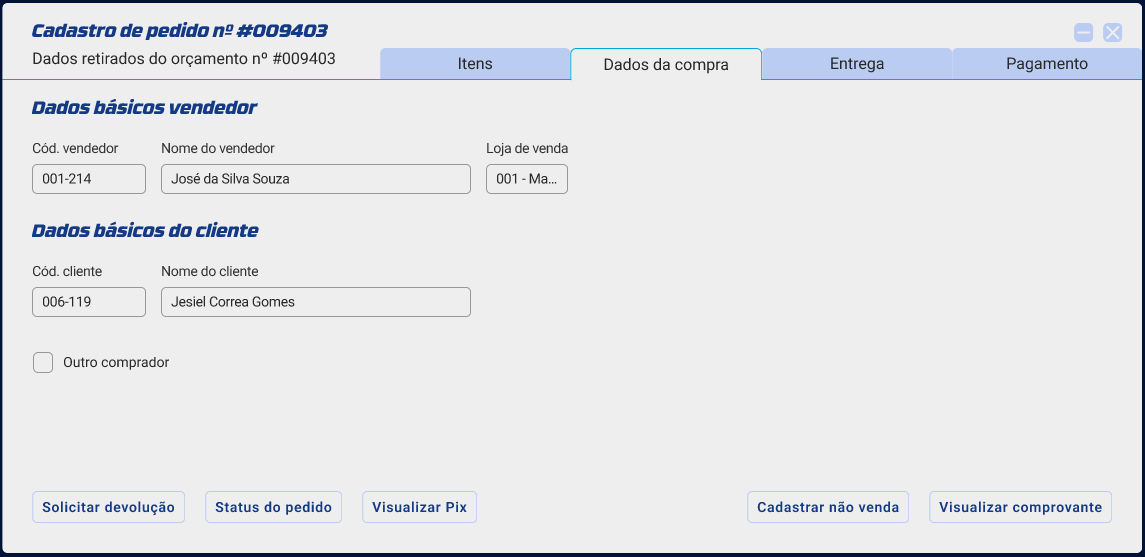 Cadastro de pedido nº #009403
Dados retirados do orçamento nº #009403
Itens
Dados da compra
Entrega
Pagamento
Dados básicos vendedor
Cód. vendedor
Nome do vendedor
Loja de venda
001-214
José da Silva Souza
001 - Ma...
Dados básicos do cliente
Cód. cliente
Nome do cliente
006-119
Jesiel Correa Gomes
Outro comprador
Solicitar devolução
Status do pedido
Visualizar Pix
Cadastrar não venda
Visualizar comprovante